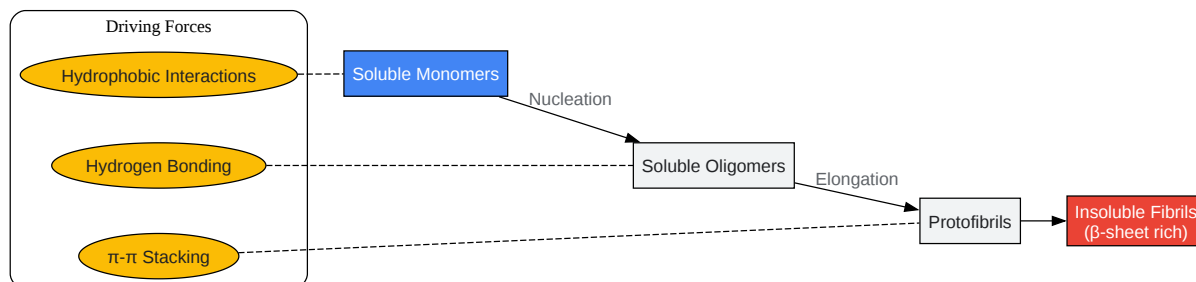 Driving Forces
Hydrophobic Interactions
Soluble Monomers
Nucleation
Hydrogen Bonding
Soluble Oligomers
Elongation
Protofibrils
Insoluble Fibrils
(β-sheet rich)
π-π Stacking